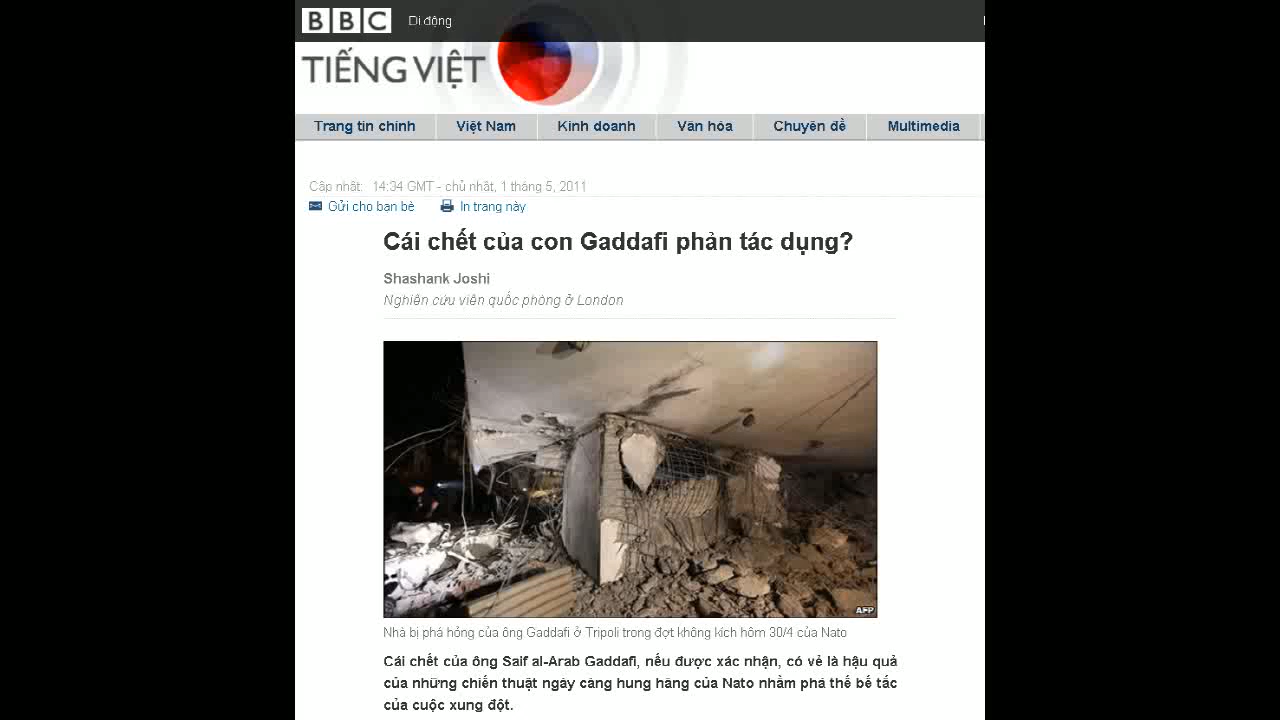 BBC Di động
TIẾNG VIỆT
Trang tin chính Việt Nam Kinh doanh Văn hóa Chuyên đề Multimedia
Cập nhật: 14:34 GMT - chủ nhật, 1 tháng 5, 2011
Gửi cho bạn bè In trang này
Cái chết của con Gaddafi phản tác dụng?
Shashank Joshi
Nghiên cứu viên quốc phòng ở London
AFP
Nhà bị phá hỏng của ông Gaddafi ở Tripoli trong đợt không kích hôm 30/4 của Nato
Cái chết của ông Saif al-Arab Gaddafi, nếu được xác nhận, có vẻ là hậu quả
của những chiến thuật ngày càng hung hăng của Nato nhằm phá thế bế tắc
của cuộc xung đột.